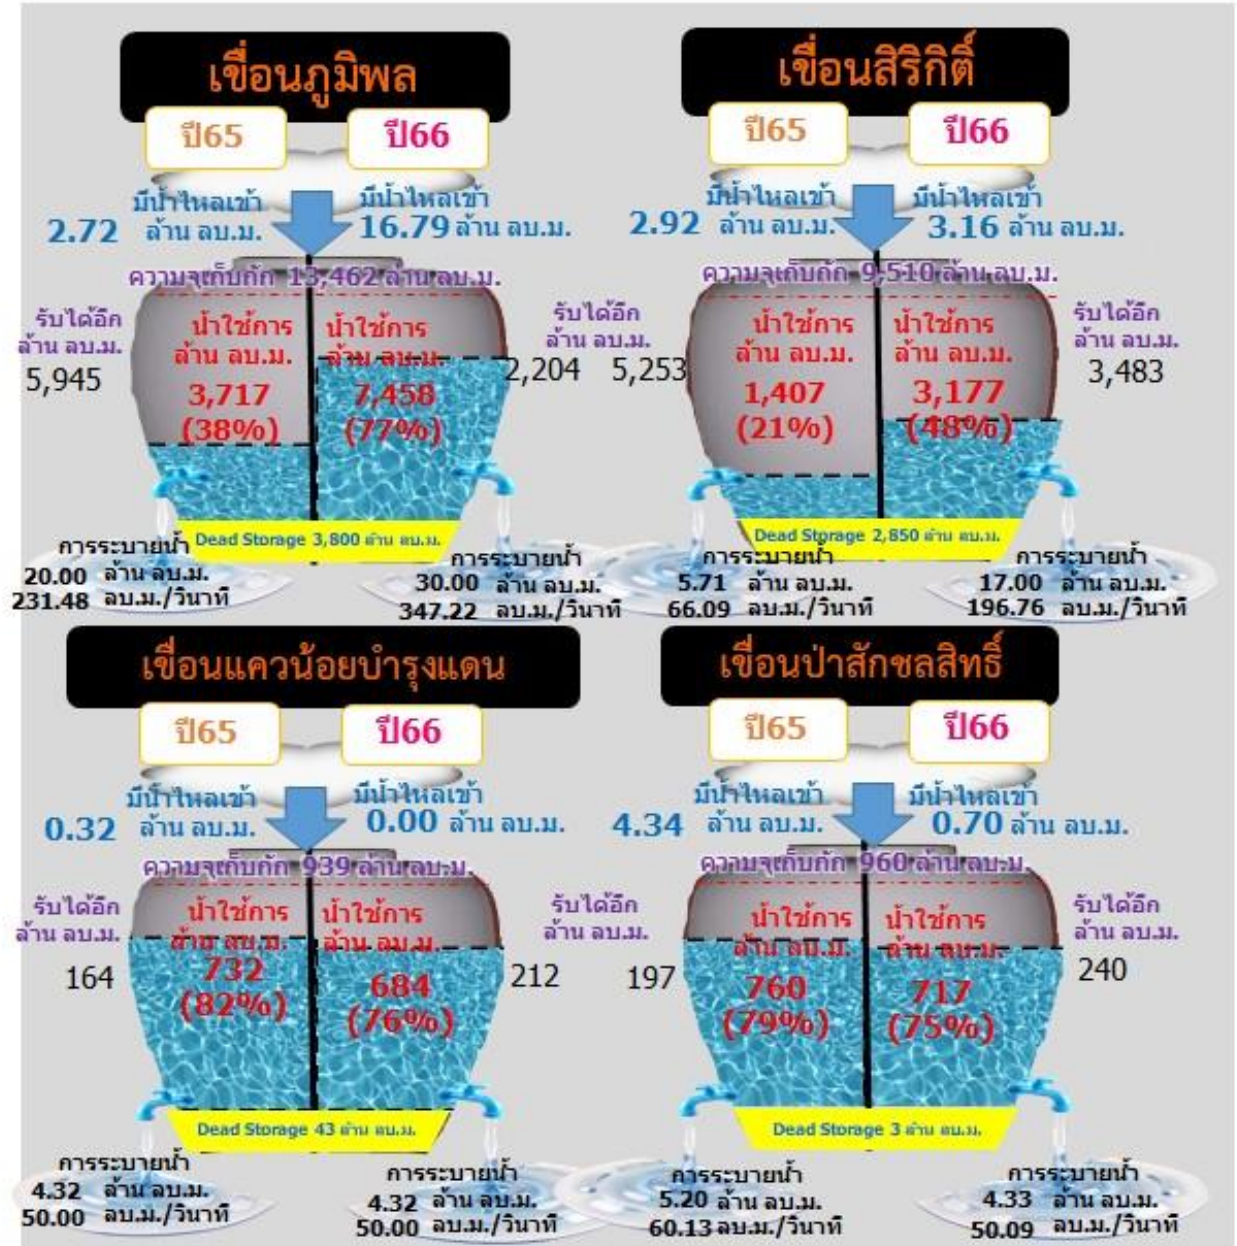 เขื่อนภูมิพล
ปี65 ปี66
มีน้ำไหลเข้า
2.72 ล้าน ลบ.ม.
มีน้ำไหลเข้า
16.79 ล้าน ลบ.ม.
ความจุเก็บกัก 13,462 ล้าน ลบ.ม.
รับได้อีก
ล้าน ลบ.ม.
5,945
น้ำใช้การ
ล้าน ลบ.ม.
3,717
(38%)
น้ำใช้การ
ล้าน ลบ.ม.
7,458
(77%)
รับได้อีก
ล้าน ลบ.ม.
2,204
Dead Storage 3,800 ล้าน ลบ.ม.
การระบายน้ำ
20.00 ล้าน ลบ.ม.
231.48 ลบ.ม./วินาที
การระบายน้ำ
30.00 ล้าน ลบ.ม.
347.22 ลบ.ม./วินาที
เขื่อนสิริกิติ์
ปี65 ปี66
มีน้ำไหลเข้า
2.92 ล้าน ลบ.ม.
มีน้ำไหลเข้า
3.16 ล้าน ลบ.ม.
ความจุเก็บกัก 9,510 ล้าน ลบ.ม.
5,253
น้ำใช้การ
ล้าน ลบ.ม.
1,407
(21%)
น้ำใช้การ
ล้าน ลบ.ม.
3,177
(48%)
รับได้อีก
ล้าน ลบ.ม.
3,483
Dead Storage 2,850 ล้าน ลบ.ม.
การระบายน้ำ
5.71 ล้าน ลบ.ม.
66.09 ลบ.ม./วินาที
การระบายน้ำ
17.00 ล้าน ลบ.ม.
196.76 ลบ.ม./วินาที
เขื่อนแควน้อยบำรุงแดน
ปี65 ปี66
มีน้ำไหลเข้า
0.32 ล้าน ลบ.ม.
มีน้ำไหลเข้า
0.00 ล้าน ลบ.ม.
ความจุเก็บกัก 939 ล้าน ลบ.ม.
รับได้อีก
ล้าน ลบ.ม.
164
น้ำใช้การ
ล้าน ลบ.ม.
732
(82%)
น้ำใช้การ
ล้าน ลบ.ม.
684
(76%)
รับได้อีก
ล้าน ลบ.ม.
212
Dead Storage 43 ล้าน ลบ.ม.
การระบายน้ำ
4.32 ล้าน ลบ.ม.
50.00 ลบ.ม./วินาที
การระบายน้ำ
4.32 ล้าน ลบ.ม.
50.00 ลบ.ม./วินาที
เขื่อนป่าสักชลสิทธิ์
ปี65 ปี66
มีน้ำไหลเข้า
4.34 ล้าน ลบ.ม.
มีน้ำไหลเข้า
0.70 ล้าน ลบ.ม.
ความจุเก็บกัก 960 ล้าน ลบ.ม.
197
น้ำใช้การ
ล้าน ลบ.ม.
760
(79%)
น้ำใช้การ
ล้าน ลบ.ม.
717
(75%)
รับได้อีก
ล้าน ลบ.ม.
240
Dead Storage 3 ล้าน ลบ.ม.
การระบายน้ำ
5.20 ล้าน ลบ.ม.
60.13 ลบ.ม./วินาที
การระบายน้ำ
4.33 ล้าน ลบ.ม.
50.09 ลบ.ม./วินาที